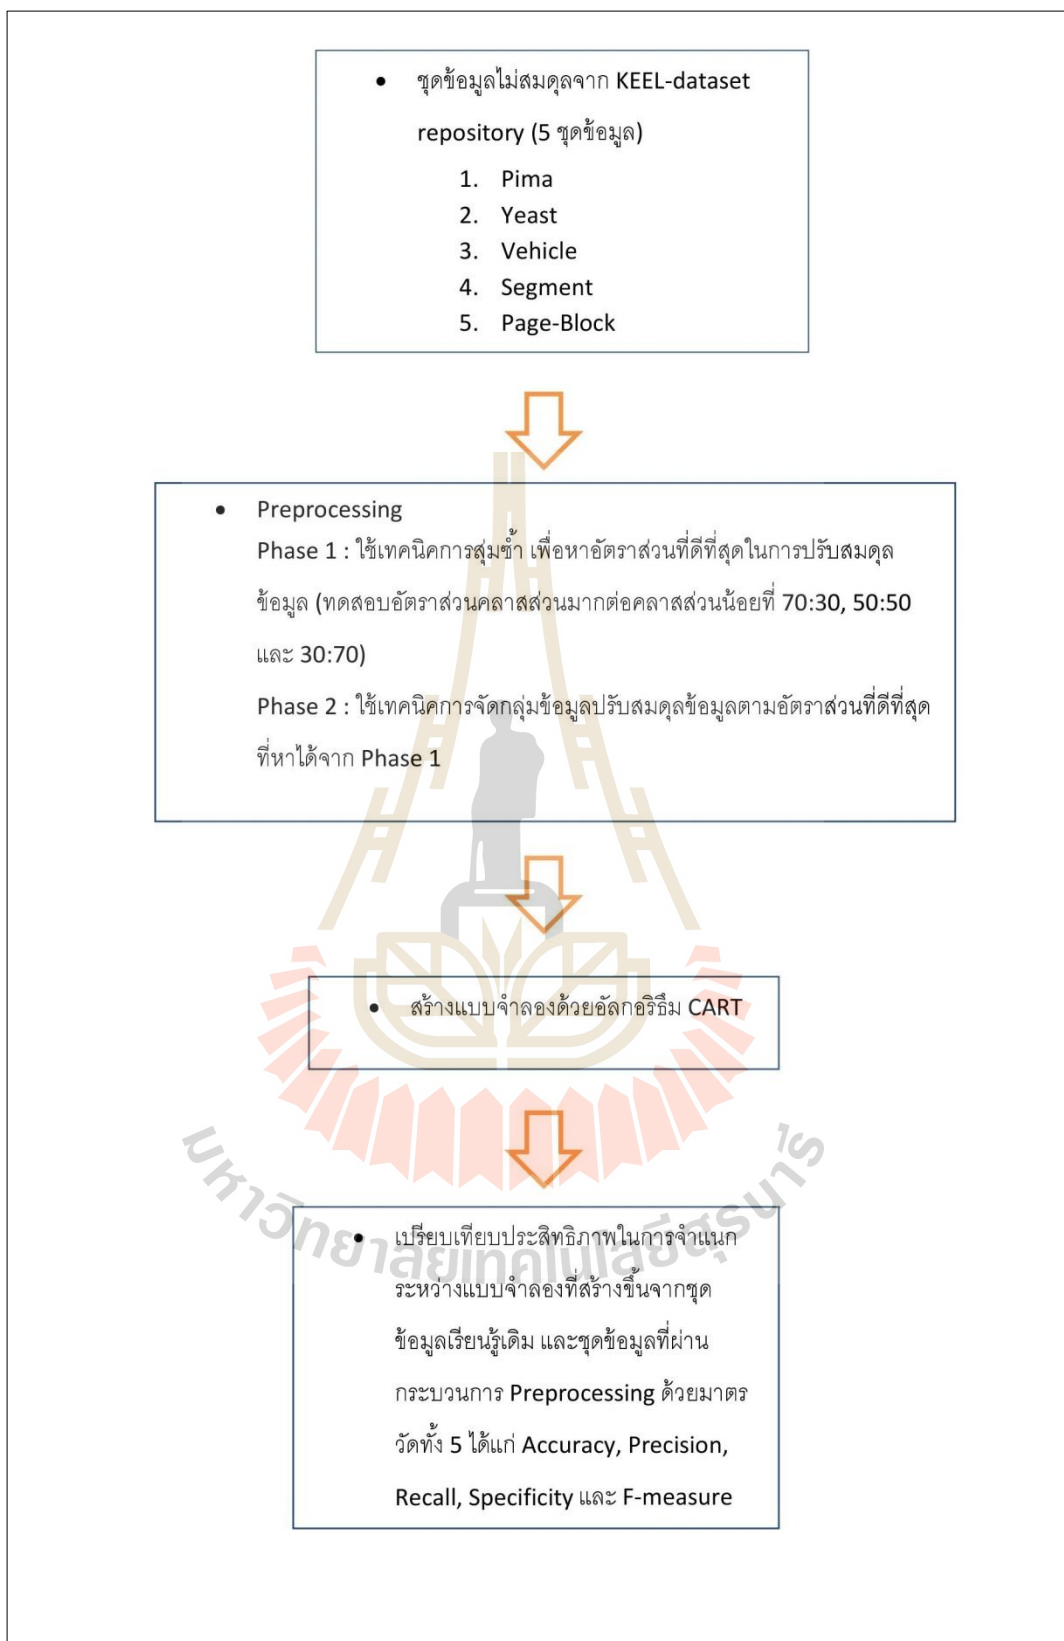 • ชุดข้อมูลไม่สมดุลจาก KEEL-dataset
repository (5 ชุดข้อมูล)
1. Pima
2. Yeast
3. Vehicle
4. Segment
5. Page-Block
• Preprocessing
Phase 1 : ใช้เทคนิคการสุ่มซ้ำ เพื่อหาอัตราส่วนที่ดีที่สุดในการปรับสมดุล
ข้อมูล (ทดสอบอัตราส่วนคลาสส่วนมากต่อคลาสส่วนน้อยที่ 70:30, 50:50
และ 30:70)
Phase 2 : ใช้เทคนิคการจัดกลุ่มข้อมูลปรับสมดุลข้อมูลตามอัตราส่วนที่ดีที่สุด
ที่หาได้จาก Phase 1
• สร้างแบบจำลองด้วยอัลกอริธึม CART
• เปรียบเทียบประสิทธิภาพในการจำแนก
ระหว่างแบบจำลองที่สร้างขึ้นจากชุด
ข้อมูลเรียนรู้เดิม และชุดข้อมูลที่ผ่าน
กระบวนการ Preprocessing ด้วยมาตร
วัดทั้ง 5 ได้แก่ Accuracy, Precision,
Recall, Specificity และ F-measure
มหาวิทยาลัยเทคโนโลยีสุรนารี